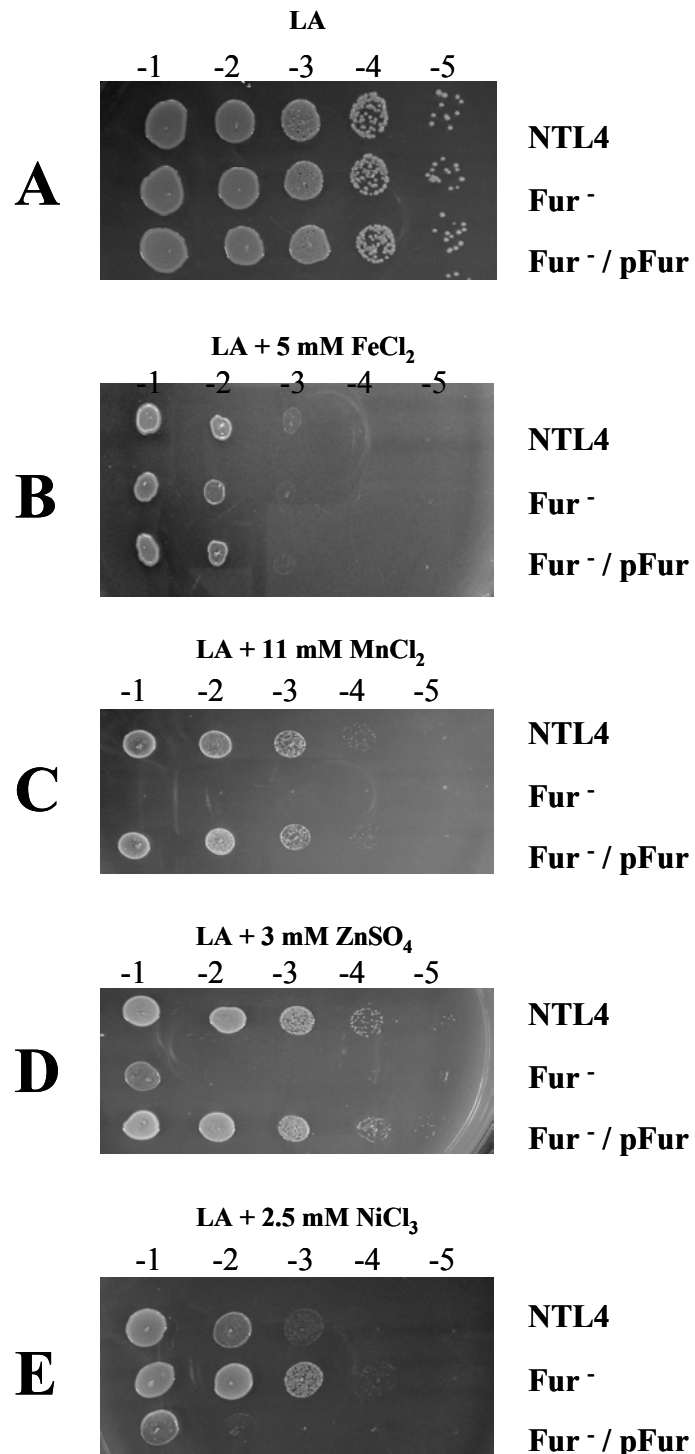 LA
-1 -2 -3 -4 -5
A
NTL4
Fur -
Fur - / pFur
LA + 5 mM FeCl2
-1 -2 -3 -4 -5
B
NTL4
Fur -
Fur - / pFur
LA + 11 mM MnCl2
-1 -2 -3 -4 -5
C
NTL4
Fur -
Fur - / pFur
LA + 3 mM ZnSO4
-1 -2 -3 -4 -5
D
NTL4
Fur -
Fur - / pFur
LA + 2.5 mM NiCl3
-1 -2 -3 -4 -5
E
NTL4
Fur -
Fur - / pFur